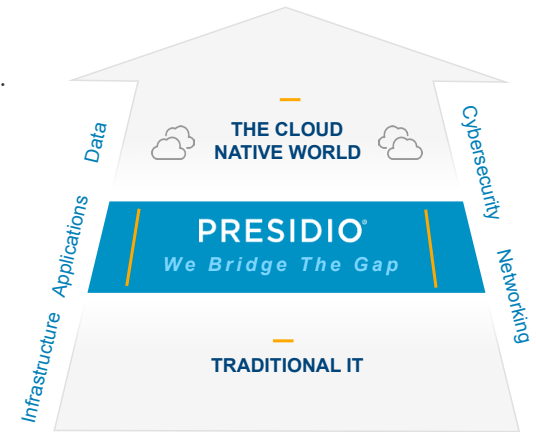 .
THE CLOUD
NATIVE WORLD
Data
Applications
Infrastructure
Cybersecurity
Networking
PRESIDIO®
We Bridge The Gap
TRADITIONAL IT